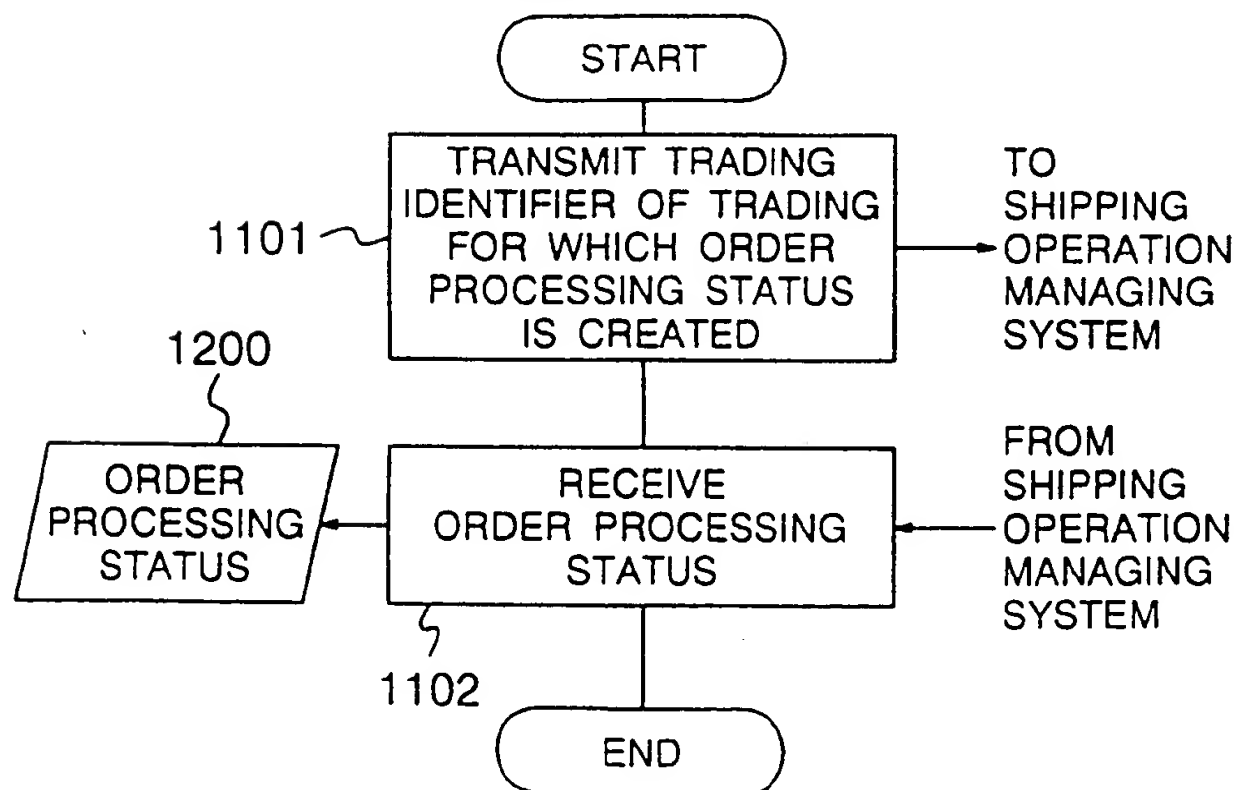 START
TRANSMIT TRADING
IDENTIFIER OF TRADING
FOR WHICH ORDER
PROCESSING STATUS
IS CREATED
1101
TO
SHIPPING
OPERATION
MANAGING
SYSTEM
1200
ORDER
PROCESSING
STATUS
RECEIVE
ORDER PROCESSING
STATUS
FROM
SHIPPING
OPERATION
MANAGING
SYSTEM
1102
END